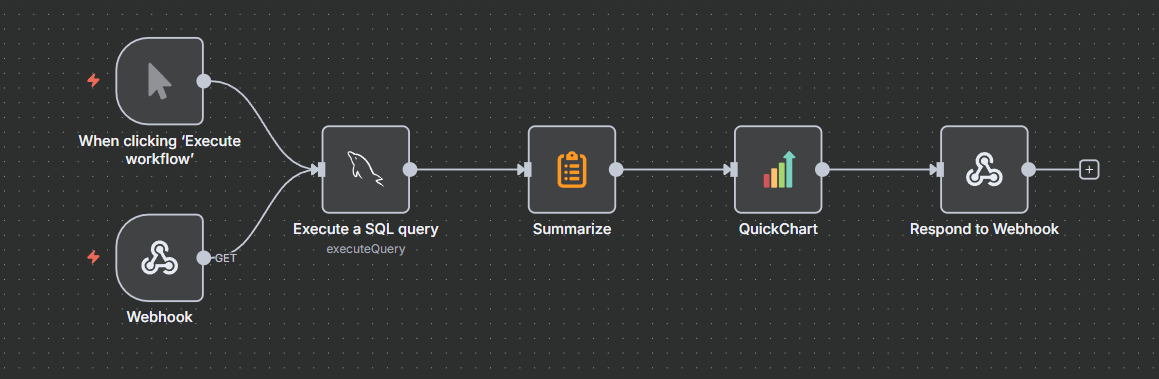 When clicking ‘Execute
workflow’
GET
Webhook
Execute a SQL query
executeQuery
Summarize
QuickChart
Respond to Webhook